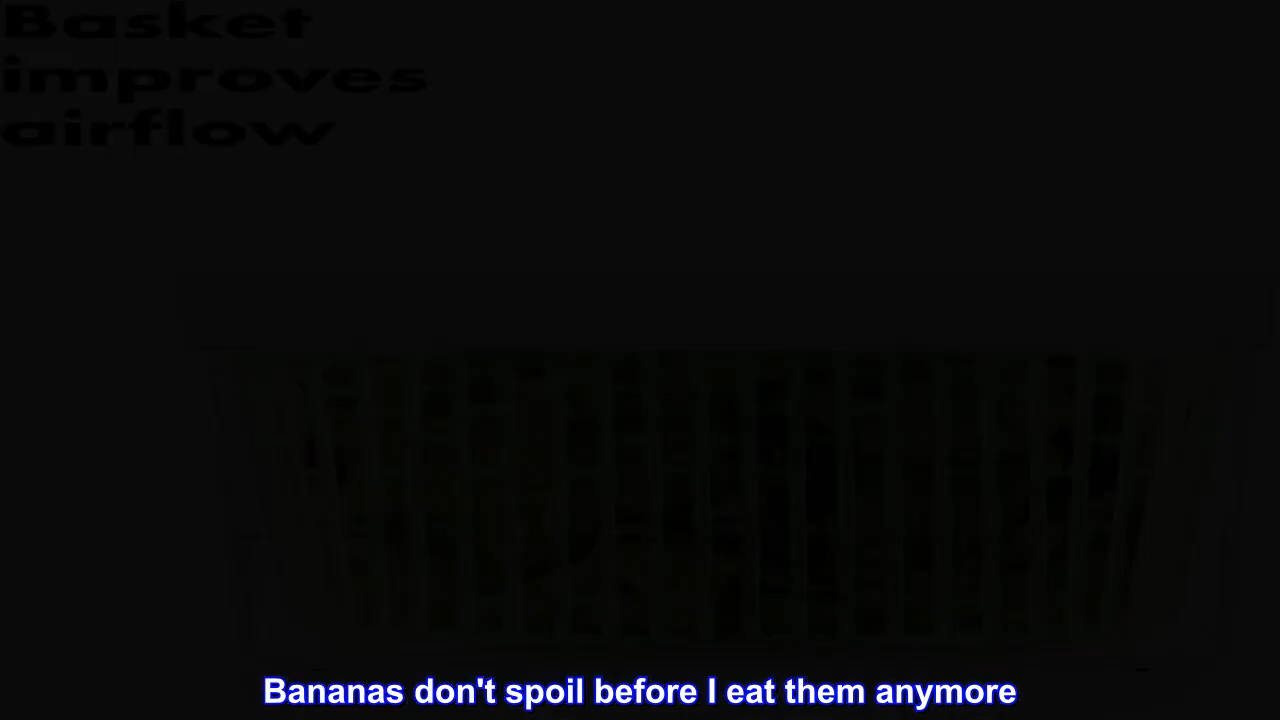 Basket
improves
airflow
Bananas don't spoil before I eat them anymore